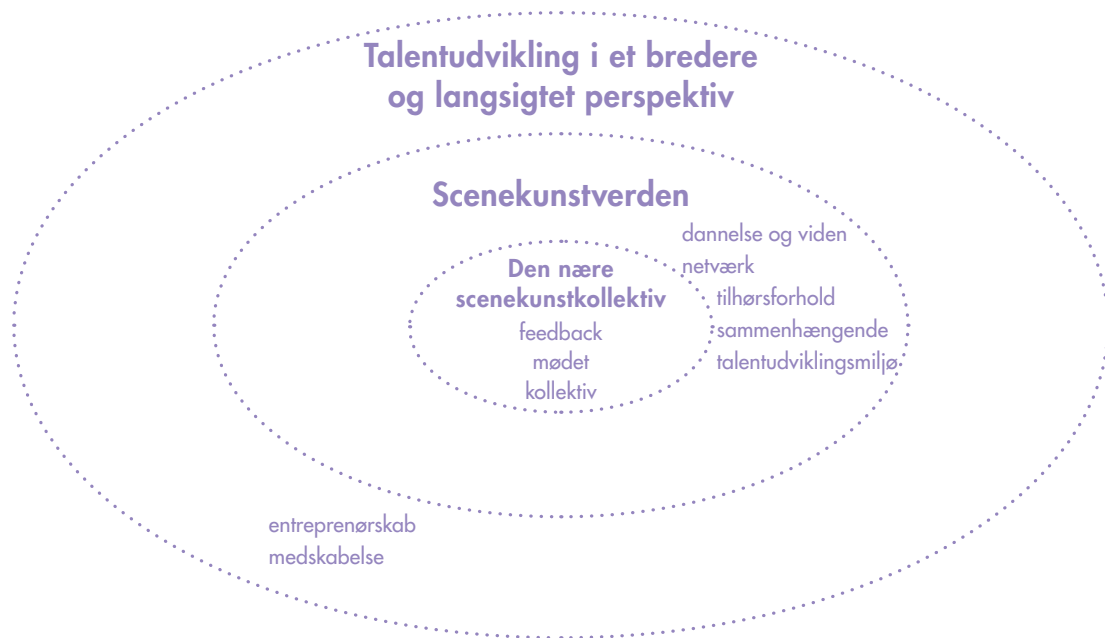 Talentudvikling i et bredere
og langsigtet perspektiv
Scenekunstverden
dannelse og viden
netværk
tilhørsforhold
sammenhængende
talentudviklingsmiljø
Den nære
scenekunstkollektiv
feedback
mødet
kollektiv
entreprenørskab
medskabelse